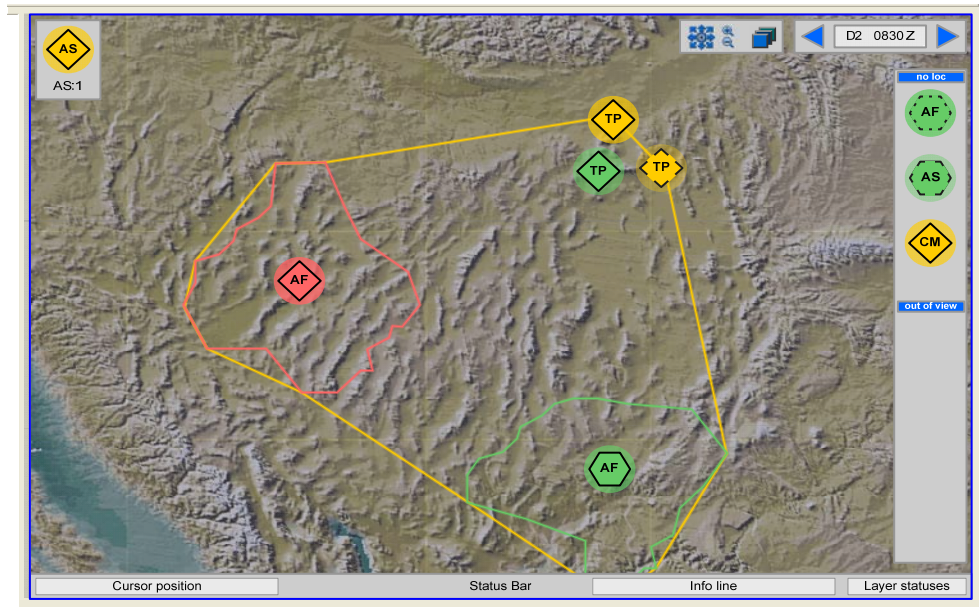 AS
AS:1
D2 0830Z
no loc
AF
AS
CM
out of view
TP
TP
TP
AF
AF
Cursor position
Status Bar
Info line
Layer statuses